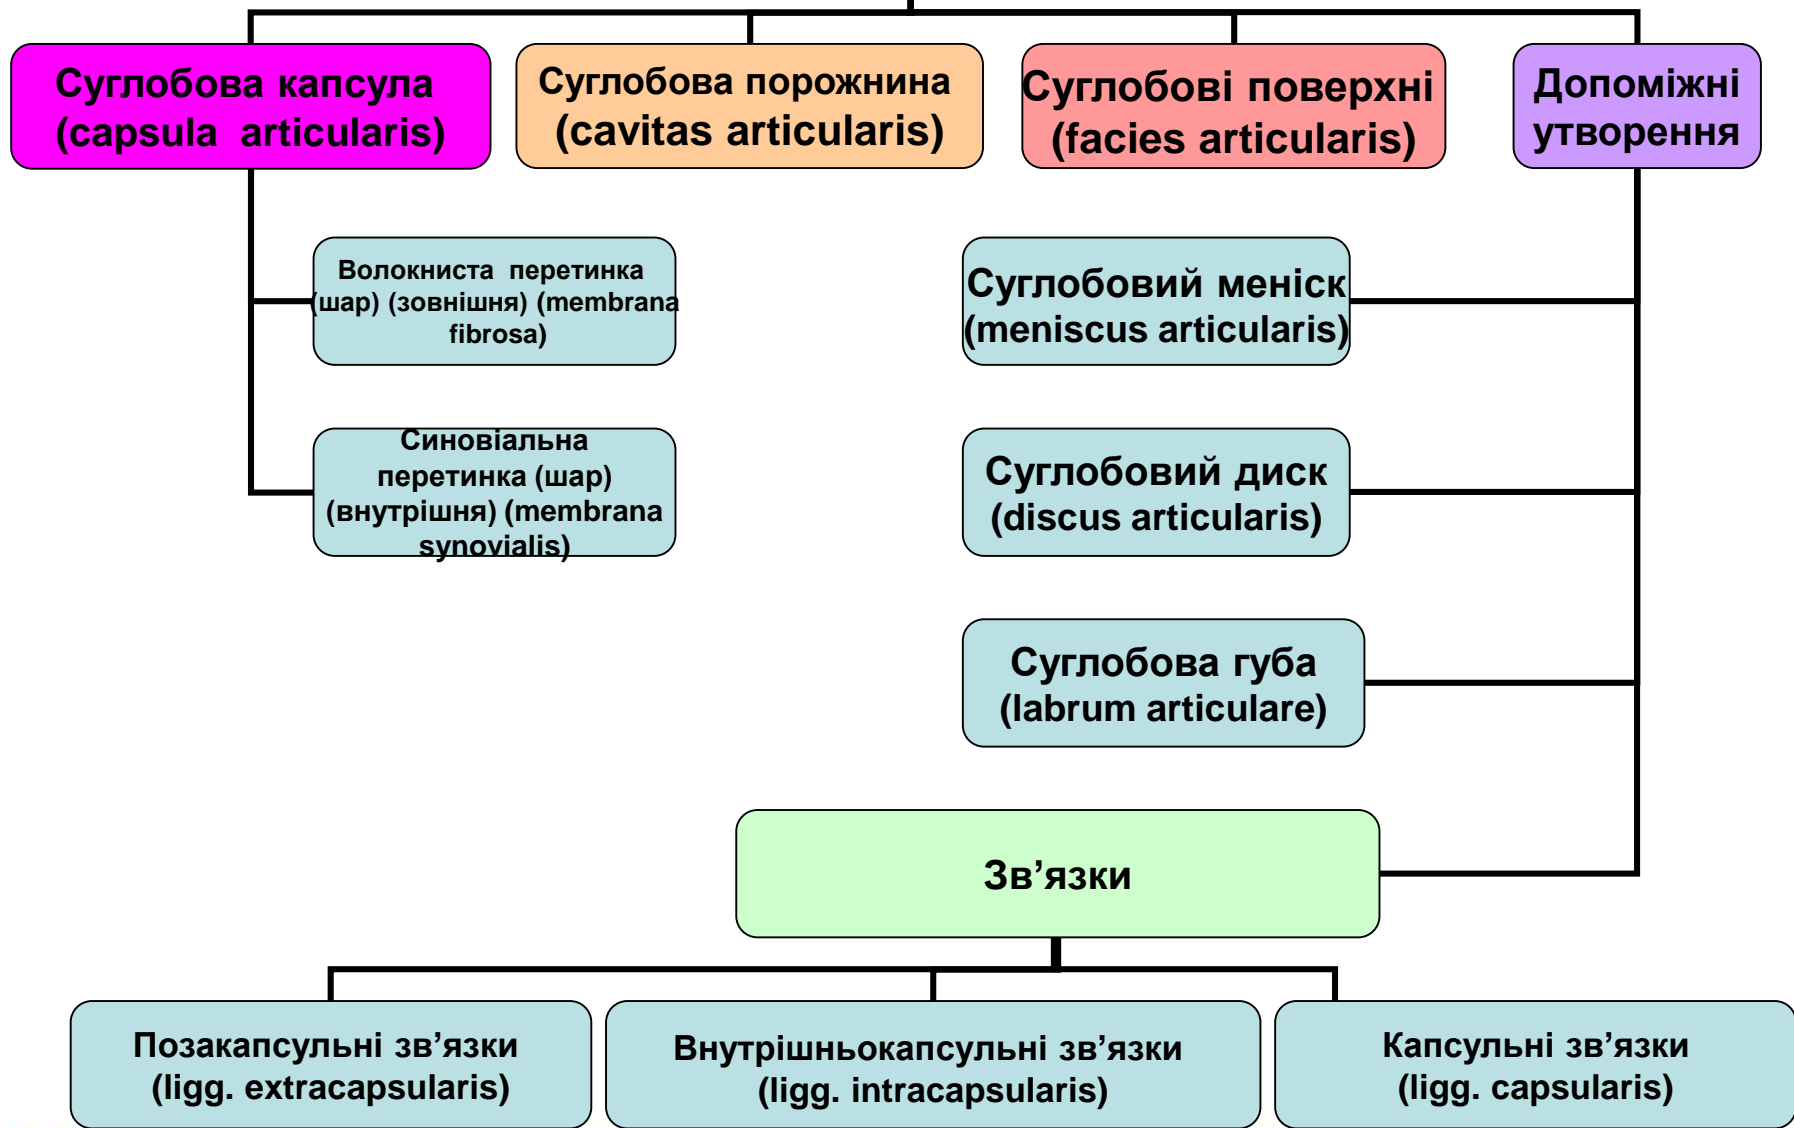 Суглобова капсула
(capsula articularis)
Суглобова порожнина
(cavitas articularis)
Суглобові поверхні
(facies articularis)
Допоміжні
утворення
Волокниста перетинка
(шар) (зовнішня) (membrana
fibrosa)
Суглобовий меніск
(meniscus articularis)
Синовіальна
перетинка (шар)
(внутрішня) (membrana
synovialis)
Суглобовий диск
(discus articularis)
Суглобова губа
(labrum articulare)
Зв’язки
Позакапсульні зв’язки
(ligg. extracapsularis)
Внутрішньокапсульні зв’язки
(ligg. intracapsularis)
Капсульні зв’язки
(ligg. capsularis)